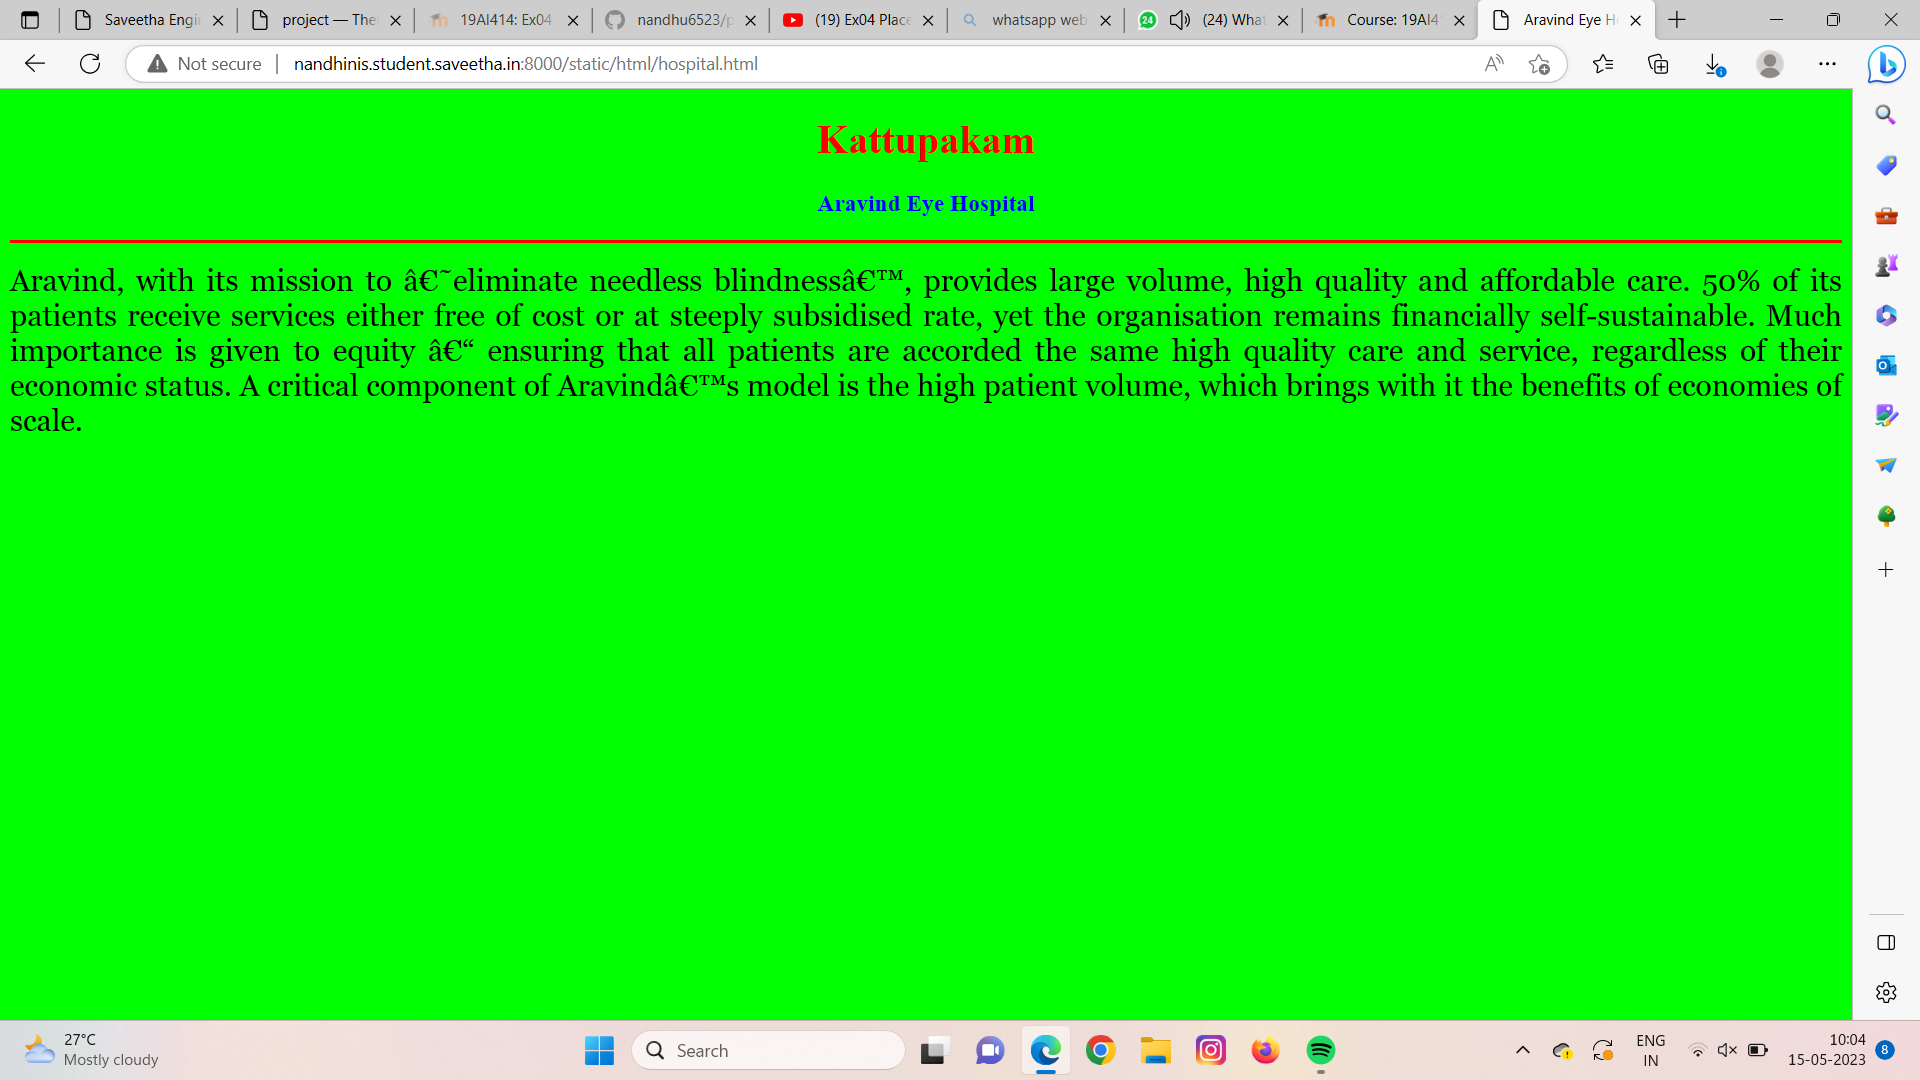 Saveetha Engi
project — The
19AI414: Ex04
nandhu6523/p
(19) Ex04 Place
whatsapp web
24
(24) What
Course: 19AI4
Aravind Eye H
Not secure
nandhinis.student.saveetha.in:8000/static/html/hospital.html
Kattupakam
Aravind Eye Hospital
Aravind, with its mission to â€˜eliminate needless blindnessâ€™, provides large volume, high quality and affordable care. 50% of its
patients receive services either free of cost or at steeply subsidised rate, yet the organisation remains financially self-sustainable. Much
importance is given to equity â€“ ensuring that all patients are accorded the same high quality care and service, regardless of their
economic status. A critical component of Aravindâ€™s model is the high patient volume, which brings with it the benefits of economies of
scale.
27°C
Mostly cloudy
Search
ENG
IN
10:04
15-05-2023
8